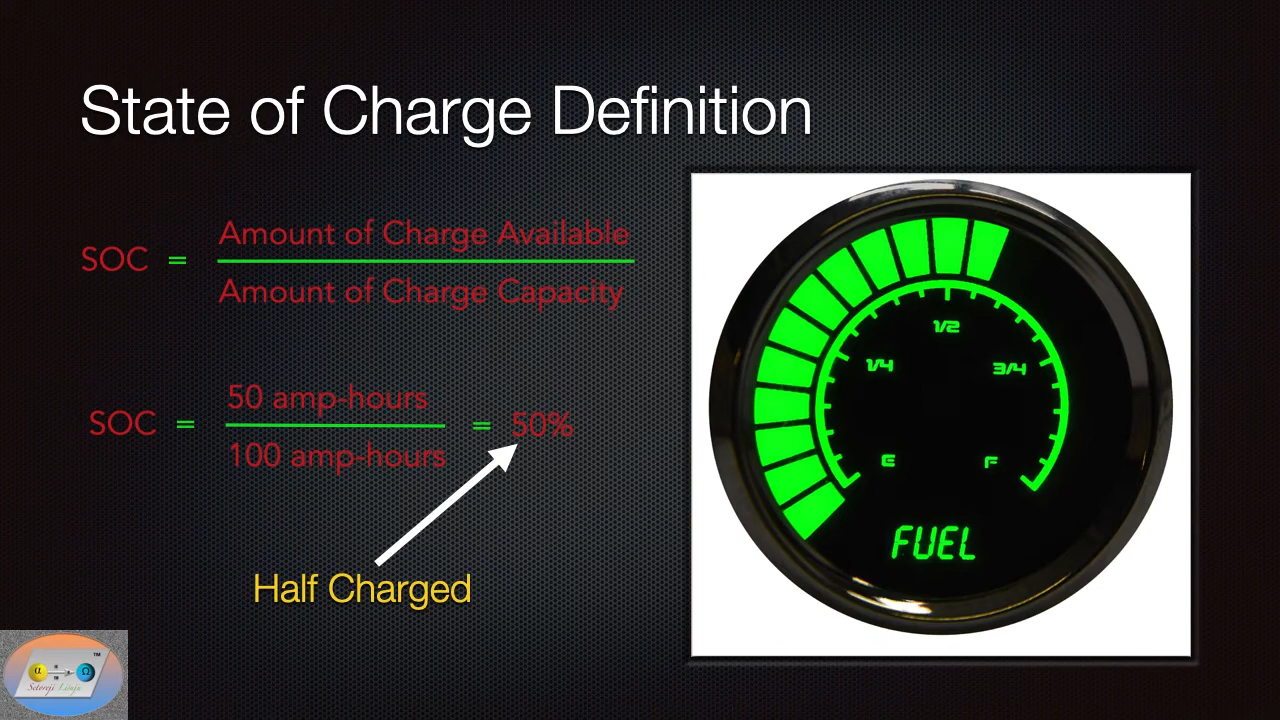 State of Charge Definition
SOC = Amount of Charge Available
Amount of Charge Capacity
SOC = 50 amp-hours = 50%
100 amp-hours
Half Charged
1/4 1/2 3/4
E F
FUEL
α Ω
TM